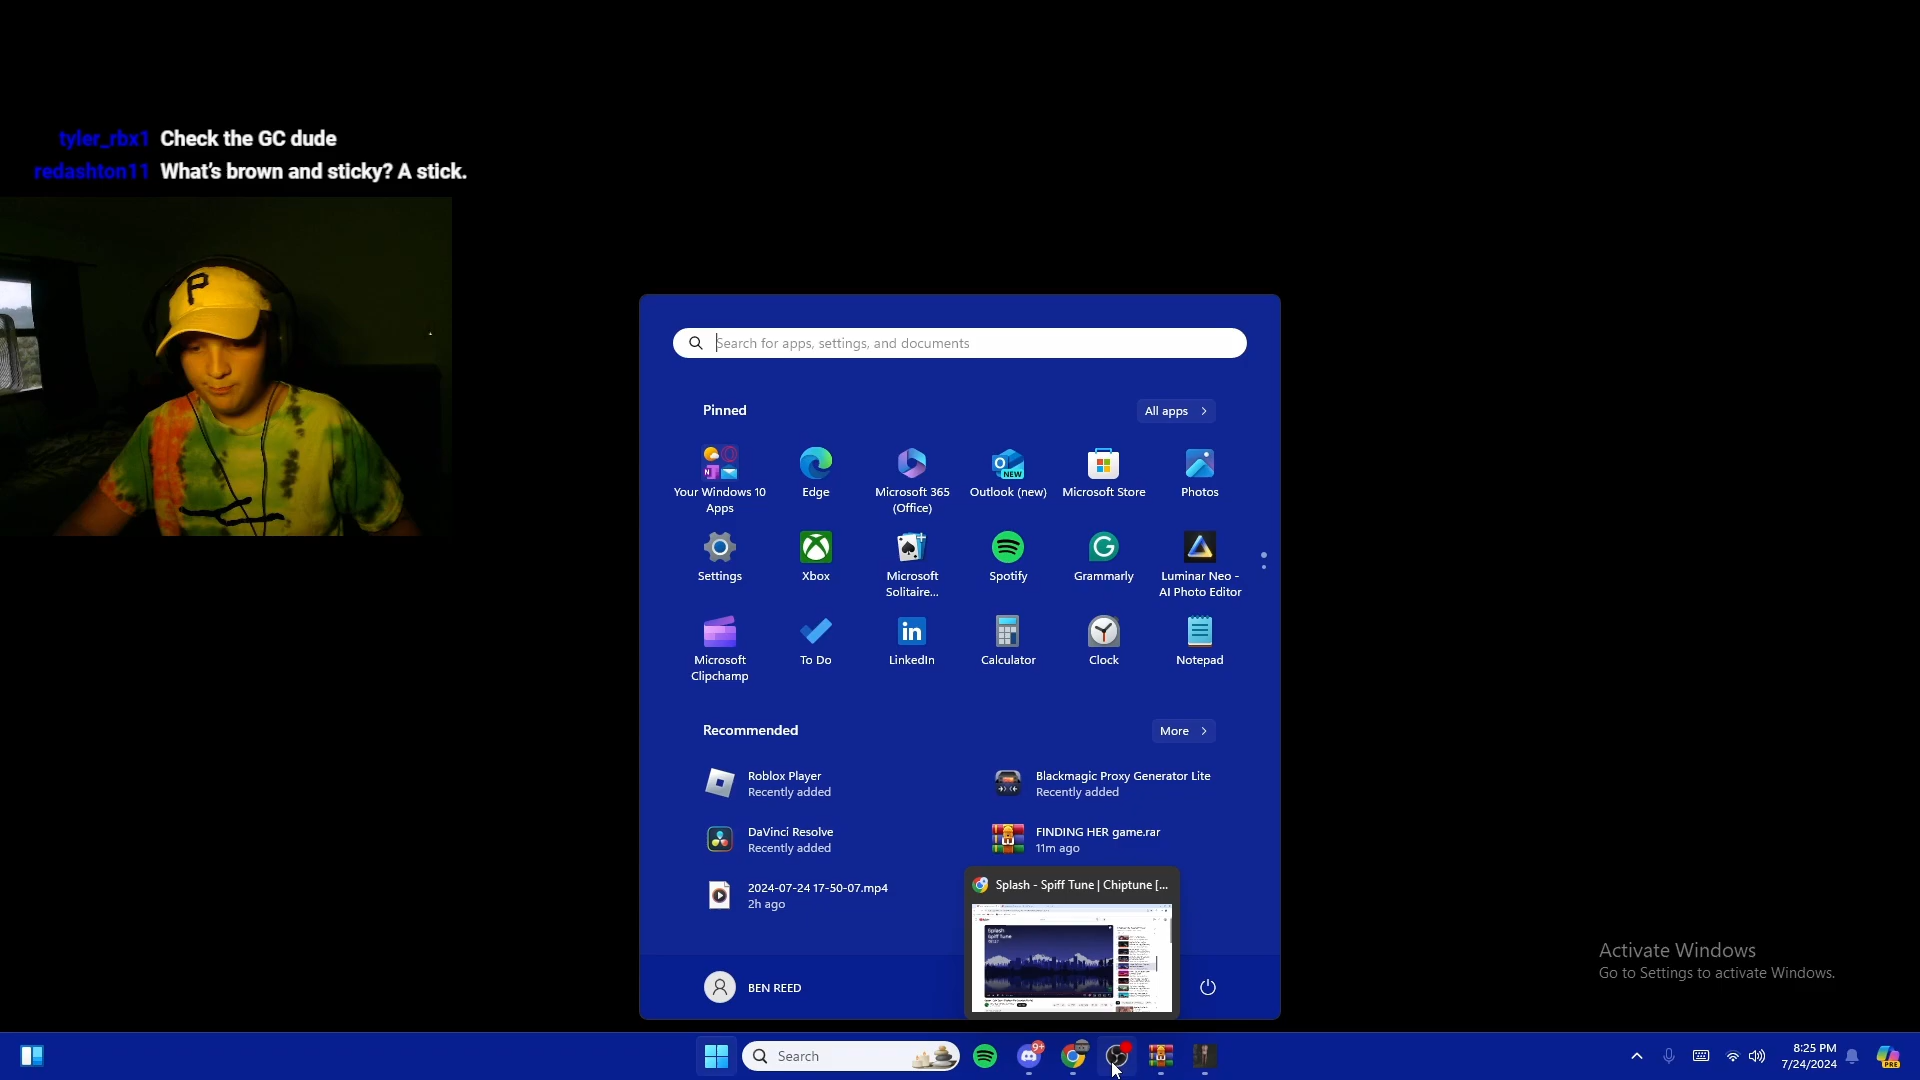 tyler_rbx1 Check the GC dude
redashton11 What's brown and sticky? A stick.
P
Search for apps, settings, and documents
Pinned
All apps
Your Windows 10
Apps
Edge
Microsoft 365
(Office)
Outlook (new)
Microsoft Store
Photos
Settings
Xbox
Microsoft
Solitaire...
Spotify
Grammarly
Luminar Neo -
AI Photo Editor
Microsoft
Clipchamp
To Do
LinkedIn
Calculator
Clock
Notepad
Recommended
More
Roblox Player
Recently added
Blackmagic Proxy Generator Lite
Recently added
DaVinci Resolve
Recently added
FINDING HER game.rar
11m ago
2024-07-24 17-50-07.mp4
2h ago
Splash - Spiff Tune | Chiptune [...
Splash
Spiff Tune
BEN REED
Activate Windows
Go to Settings to activate Windows.
Search
9+
8:25 PM
7/24/2024
PRE